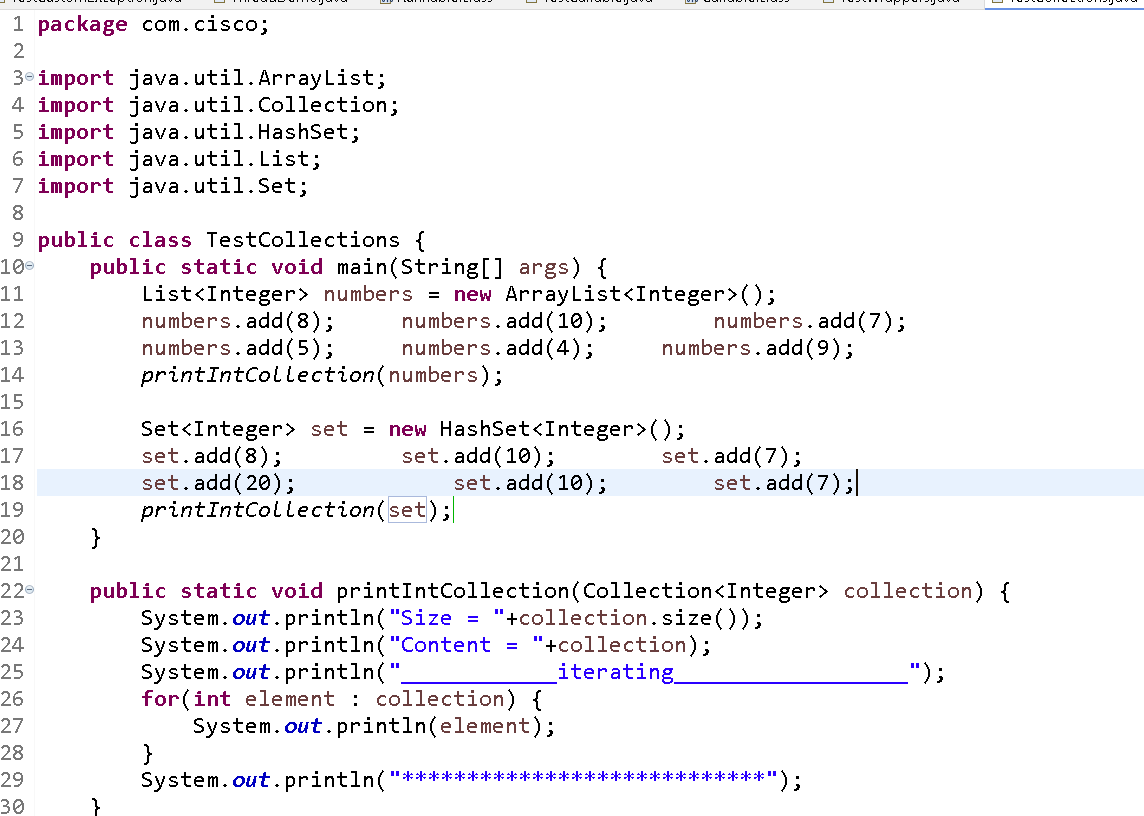 1 package com.cisco;
2
3 import java.util.ArrayList;
4 import java.util.Collection;
5 import java.util.HashSet;
6 import java.util.List;
7 import java.util.Set;
8
9 public class TestCollections {
10     public static void main(String[] args) {
11         List<Integer> numbers = new ArrayList<Integer>();
12         numbers.add(8);     numbers.add(10);        numbers.add(7);
13         numbers.add(5);     numbers.add(4);     numbers.add(9);
14         printIntCollection(numbers);
15
16         Set<Integer> set = new HashSet<Integer>();
17         set.add(8);         set.add(10);        set.add(7);
18         set.add(20);            set.add(10);        set.add(7);
19         printIntCollection(set);
20     }
21
22     public static void printIntCollection(Collection<Integer> collection) {
23         System.out.println("Size = "+collection.size());
24         System.out.println("Content = "+collection);
25         System.out.println("____________iterating__________________");
26         for(int element : collection) {
27             System.out.println(element);
28         }
29         System.out.println("****************************");
30     }